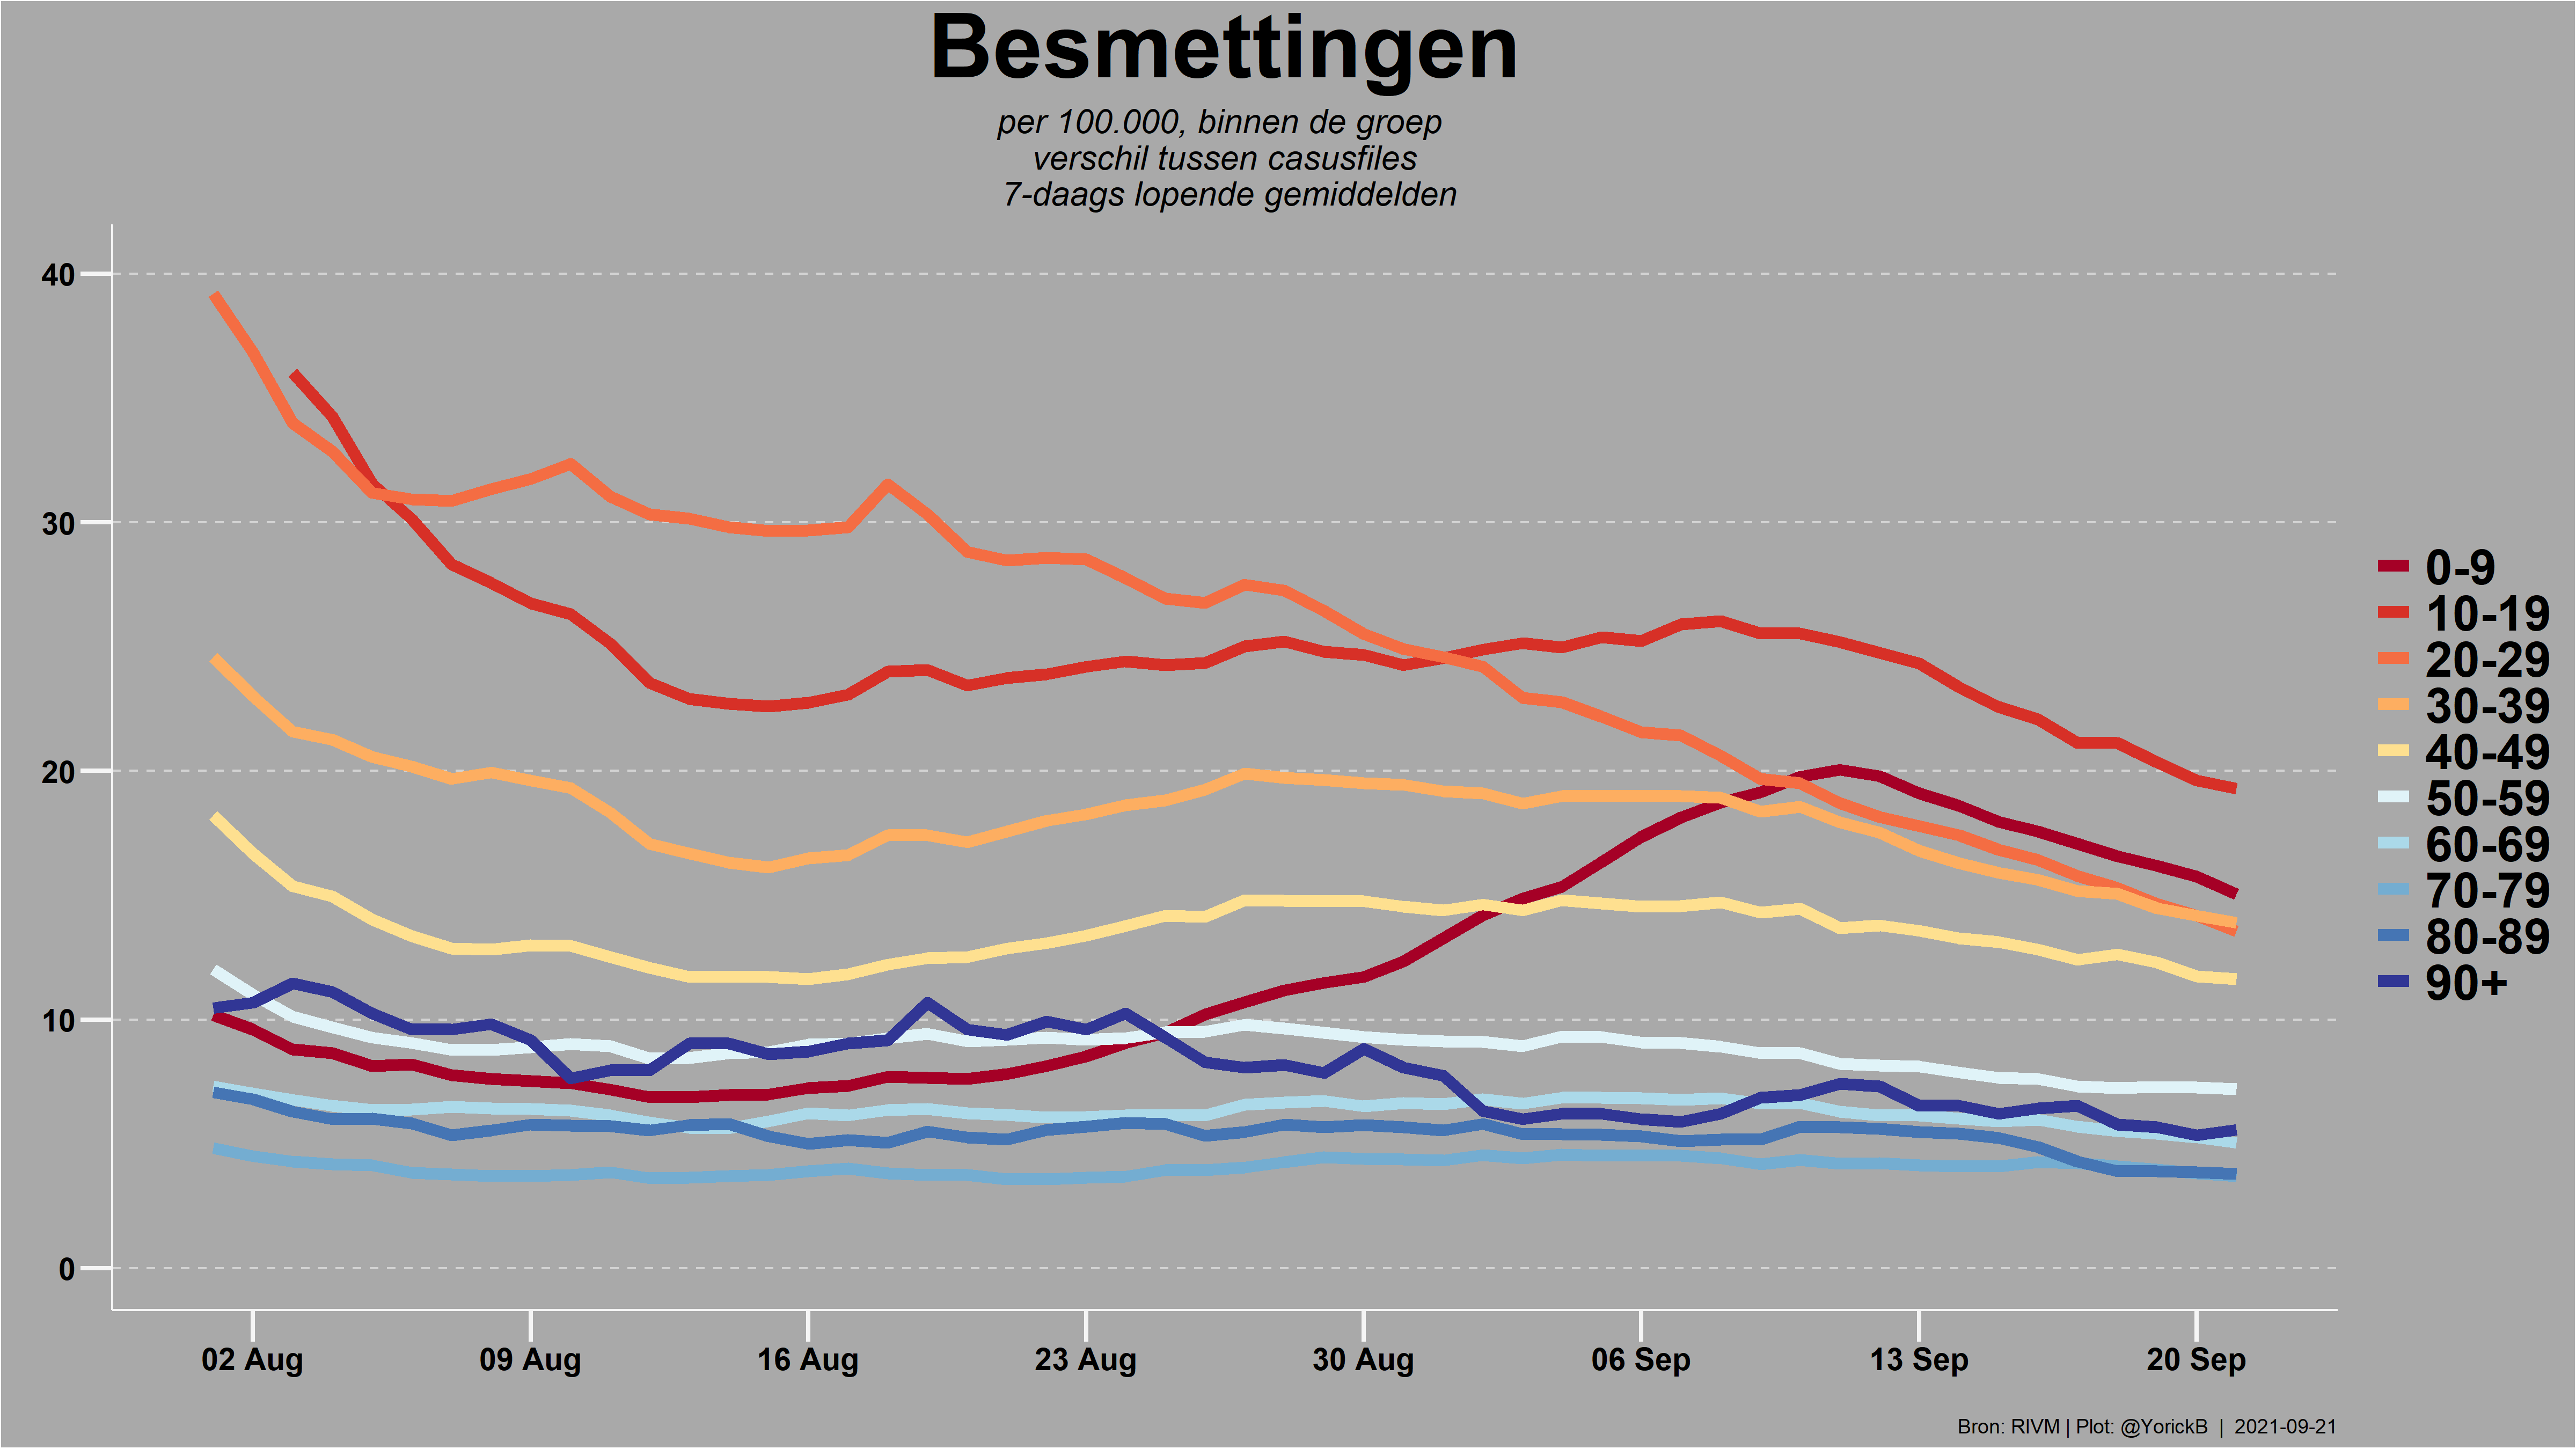 Besmettingen
per 100.000, binnen de groep
verschil tussen casusfiles
7-daags lopende gemiddelden
40
30
20
10
0
02 Aug
09 Aug
16 Aug
23 Aug
30 Aug
06 Sep
13 Sep
20 Sep
0-9
10-19
20-29
30-39
40-49
50-59
60-69
70-79
80-89
90+
Bron: RIVM | Plot: @YorickB | 2021-09-21